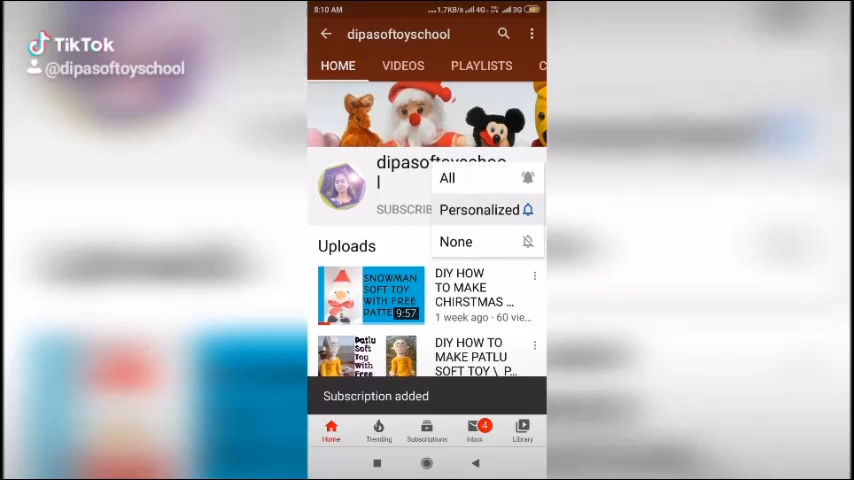 TikTok
@dipasoftoyschool
8:10 AM
...1.7KB/s 4G 3G
dipasoftoyschool
HOME VIDEOS PLAYLISTS C
dipasoftoyschoo
l
SUBSCRIB
All
Personalized
None
Uploads
SNOWMAN
SOFT TOY
WITH FREE
PATTE
9:57
DIY HOW
TO MAKE
CHIRSTMAS ...
1 week ago · 60 vie...
Patlu
Soft
Toy
With
Free
DIY HOW TO
MAKE PATLU
SOFT TOY \ P...
Subscription added
4
Home Trending Subscriptions Inbox Library